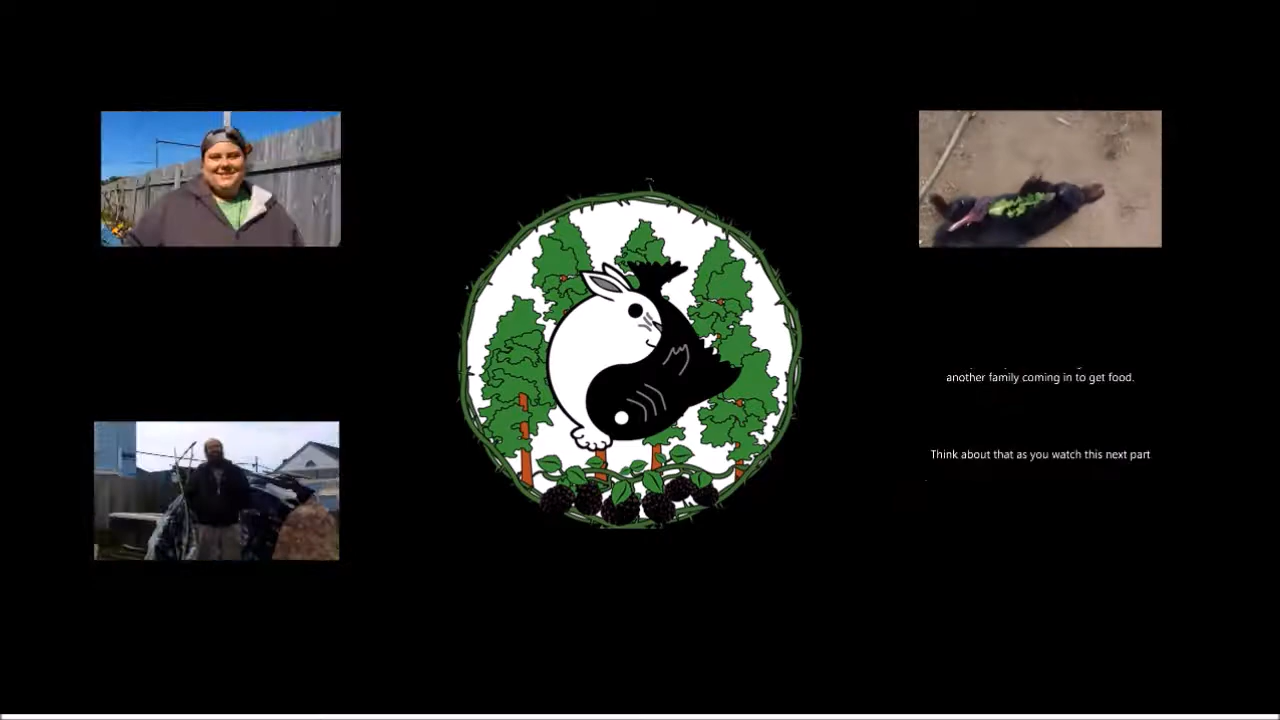 another family coming in to get food.
Think about that as you watch this next part